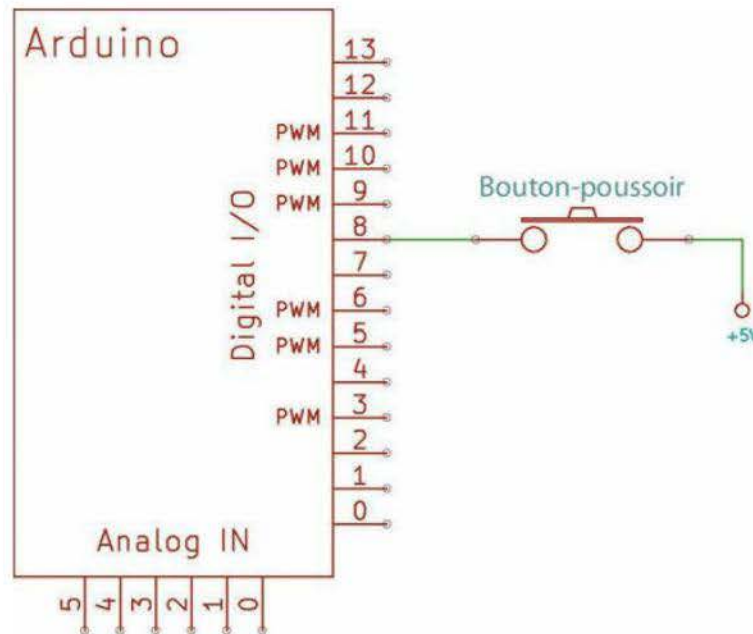 Arduino
13
12
PWM 11
PWM 10
PWM 9
8
7
PWM 6
PWM 5
4
PWM 3
2
1
0
Digital I/O
Bouton-poussoir
+5V
Analog IN
5 4 3 2 1 0